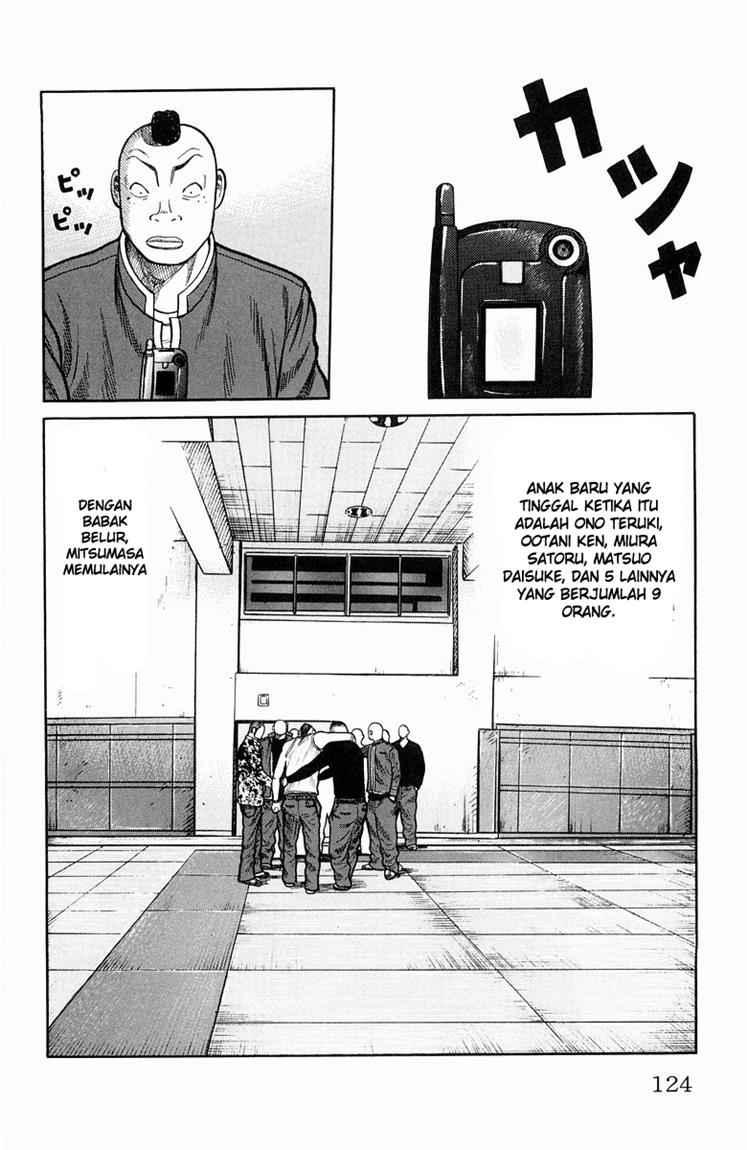 カシャ
ピッ
ピッ
ANAK BARU YANG
TINGGAL KETIKA ITU
ADALAH ONO TERUKI,
OOTANI KEN, MIURA
SATORU, MATSUO
DAISUKE, DAN 5 LAINNYA
YANG BERJUMLAH 9
ORANG.
DENGAN
BABAK
BELUR,
MITSUMASA
MEMULAINYA
124